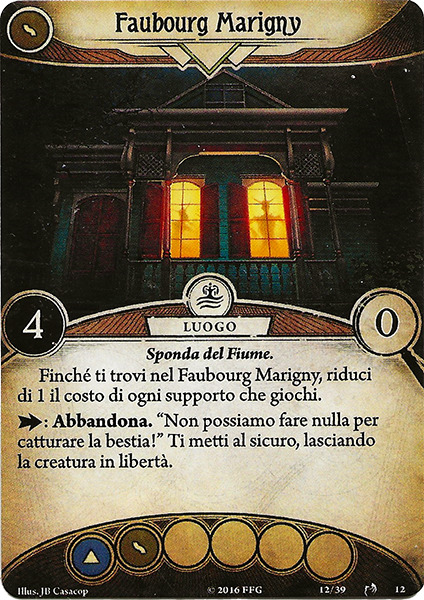 Faubourg Marigny
4
LUOGO
0
Sponda del Fiume.
Finché ti trovi nel Faubourg Marigny, riduci
di 1 il costo di ogni supporto che giochi.
: Abbandona. “Non possiamo fare nulla per
catturare la bestia!” Ti metti al sicuro, lasciando
la creatura in libertà.
Illus. JB Casacop
© 2016 FFG
12/39
12